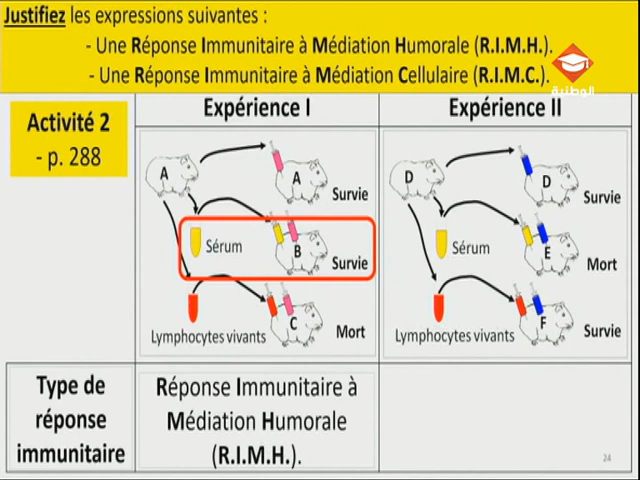 Justifiez les expressions suivantes :
- Une Réponse Immunitaire à Médiation Humorale (R.I.M.H.).
- Une Réponse Immunitaire à Médiation Cellulaire (R.I.M.C.).
الوطنية
Activité 2
- p. 288
Expérience I
Expérience II
A
A
Survie
Sérum
B
Survie
Lymphocytes vivants
C
Mort
D
D
Survie
Sérum
E
Mort
Lymphocytes vivants
F
Survie
Type de
réponse
immunitaire
Réponse Immunitaire à
Médiation Humorale
(R.I.M.H.).
24